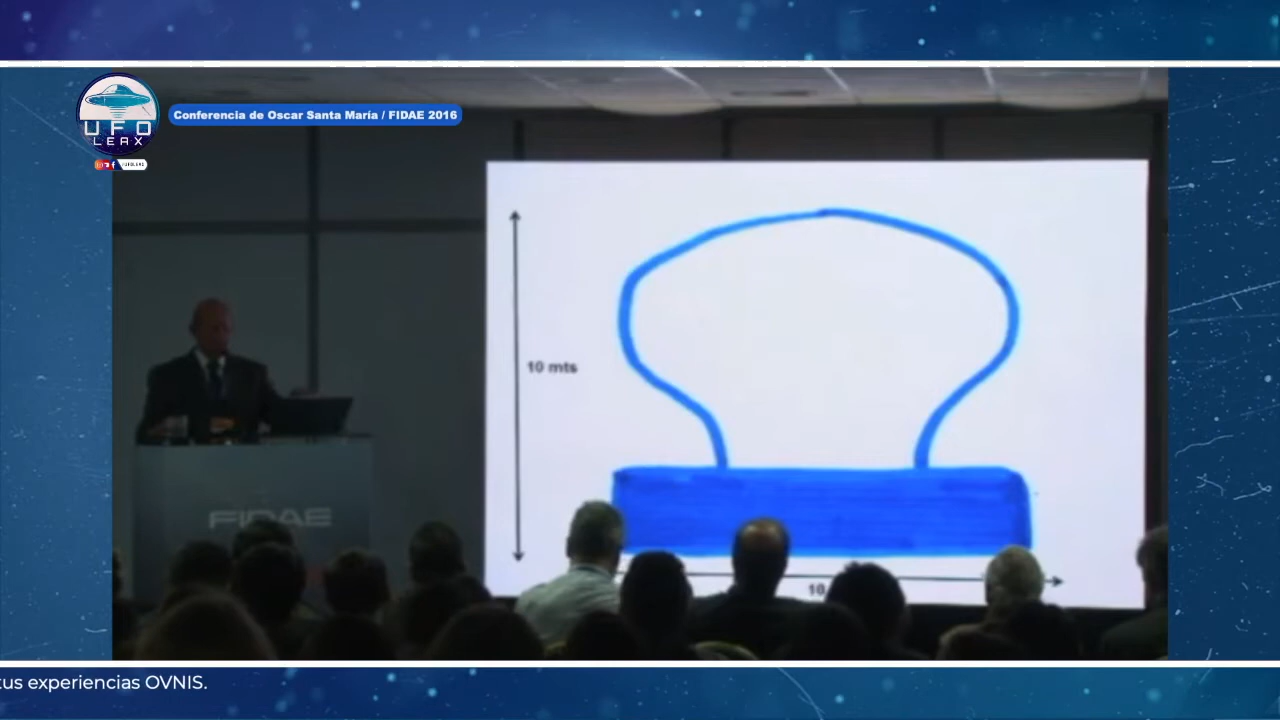 Conferencia de Oscar Santa María / FIDAE 2016
UFO
LEAX
10 mts
FIDAE
10
tus experiencias OVNIS.